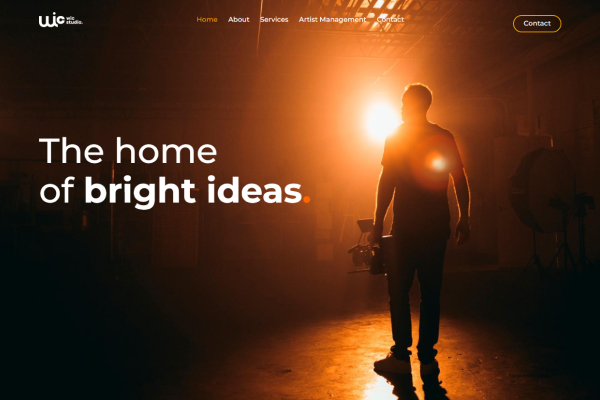 wic wic
studio.
Home About Services Artist Management Contact
Contact
The home
of bright ideas.